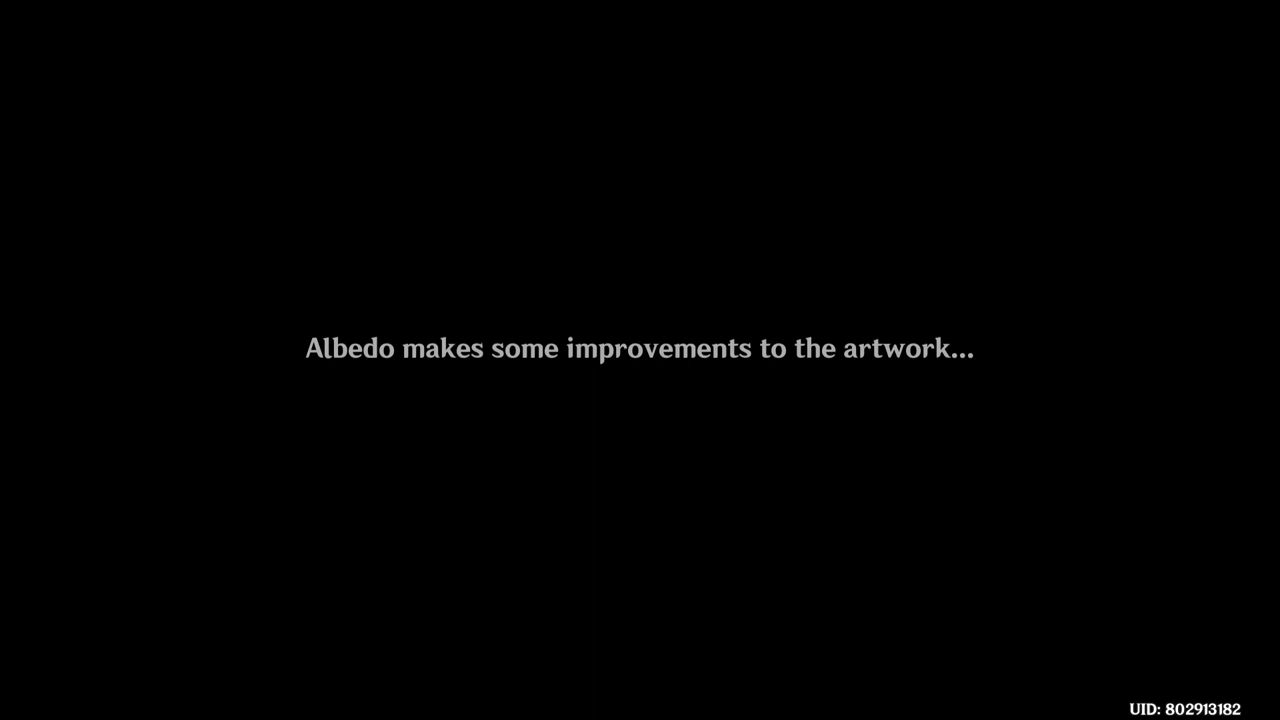 Albedo makes some improvements to the artwork...
UID: 802913182